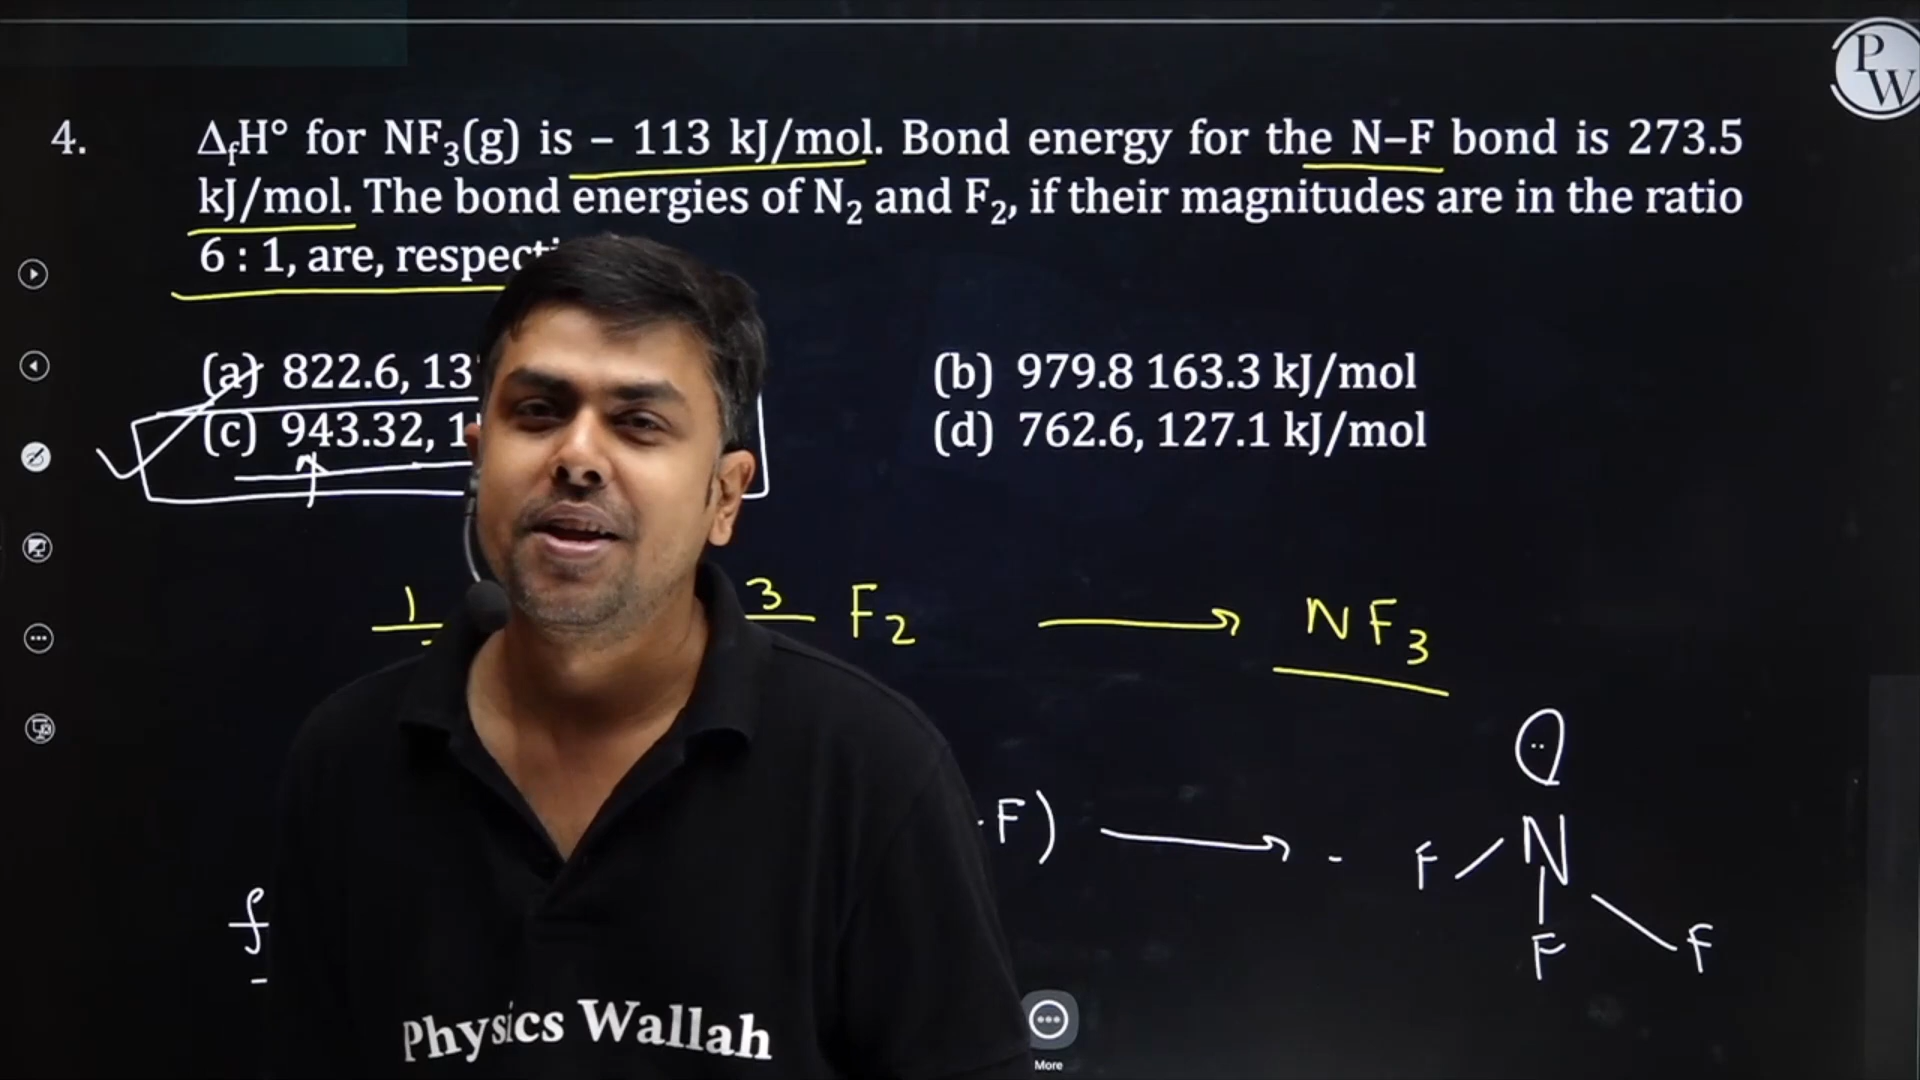 P
W
4. ΔfH° for NF₃(g) is – 113 kJ/mol. Bond energy for the N–F bond is 273.5
kJ/mol. The bond energies of N₂ and F₂, if their magnitudes are in the ratio
6 : 1, are,
(a) 822.6,
(b) 979.8 163.3 kJ/mol
(c) 943.32,
(d) 762.6, 127.1 kJ/mol
1 3 F₂ → NF₃
F) → F N F F
f
Physics Wallah
More